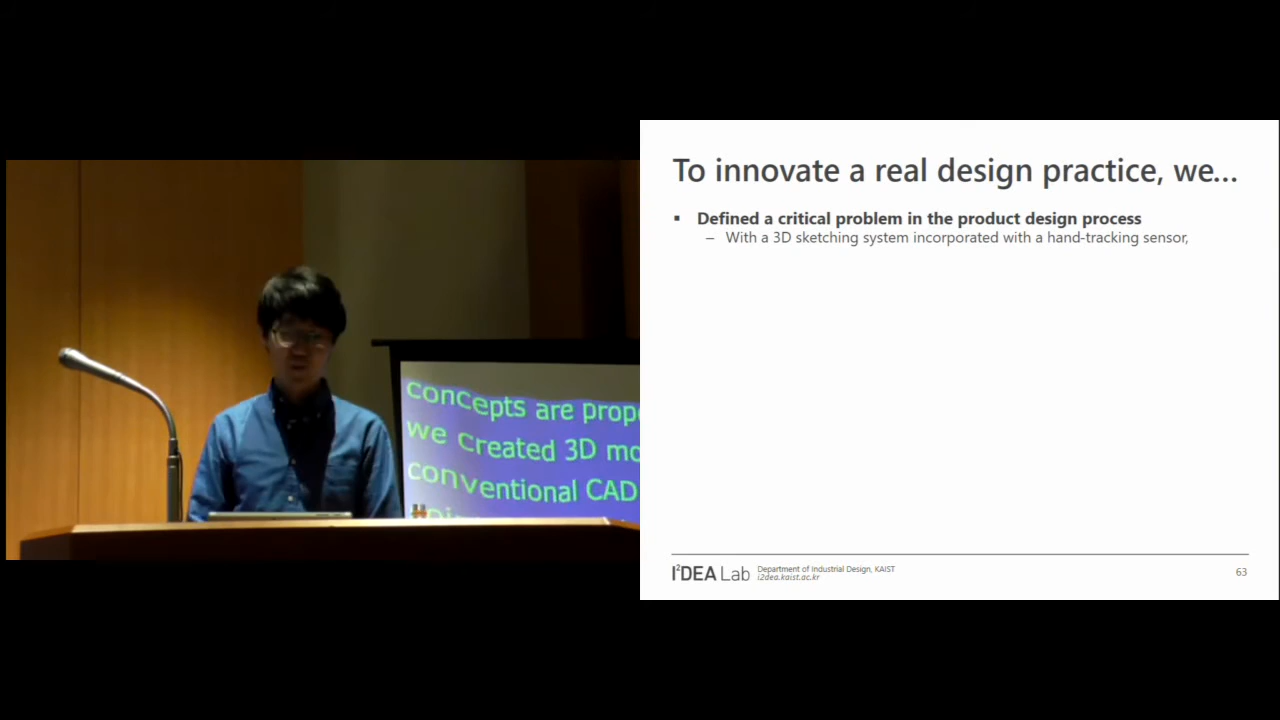 concepts are prop
we created 3D mo
conventional CAD
To innovate a real design practice, we...
▪ Defined a critical problem in the product design process
– With a 3D sketching system incorporated with a hand-tracking sensor,
I²DEA Lab
Department of Industrial Design, KAIST
i2dea.kaist.ac.kr
63